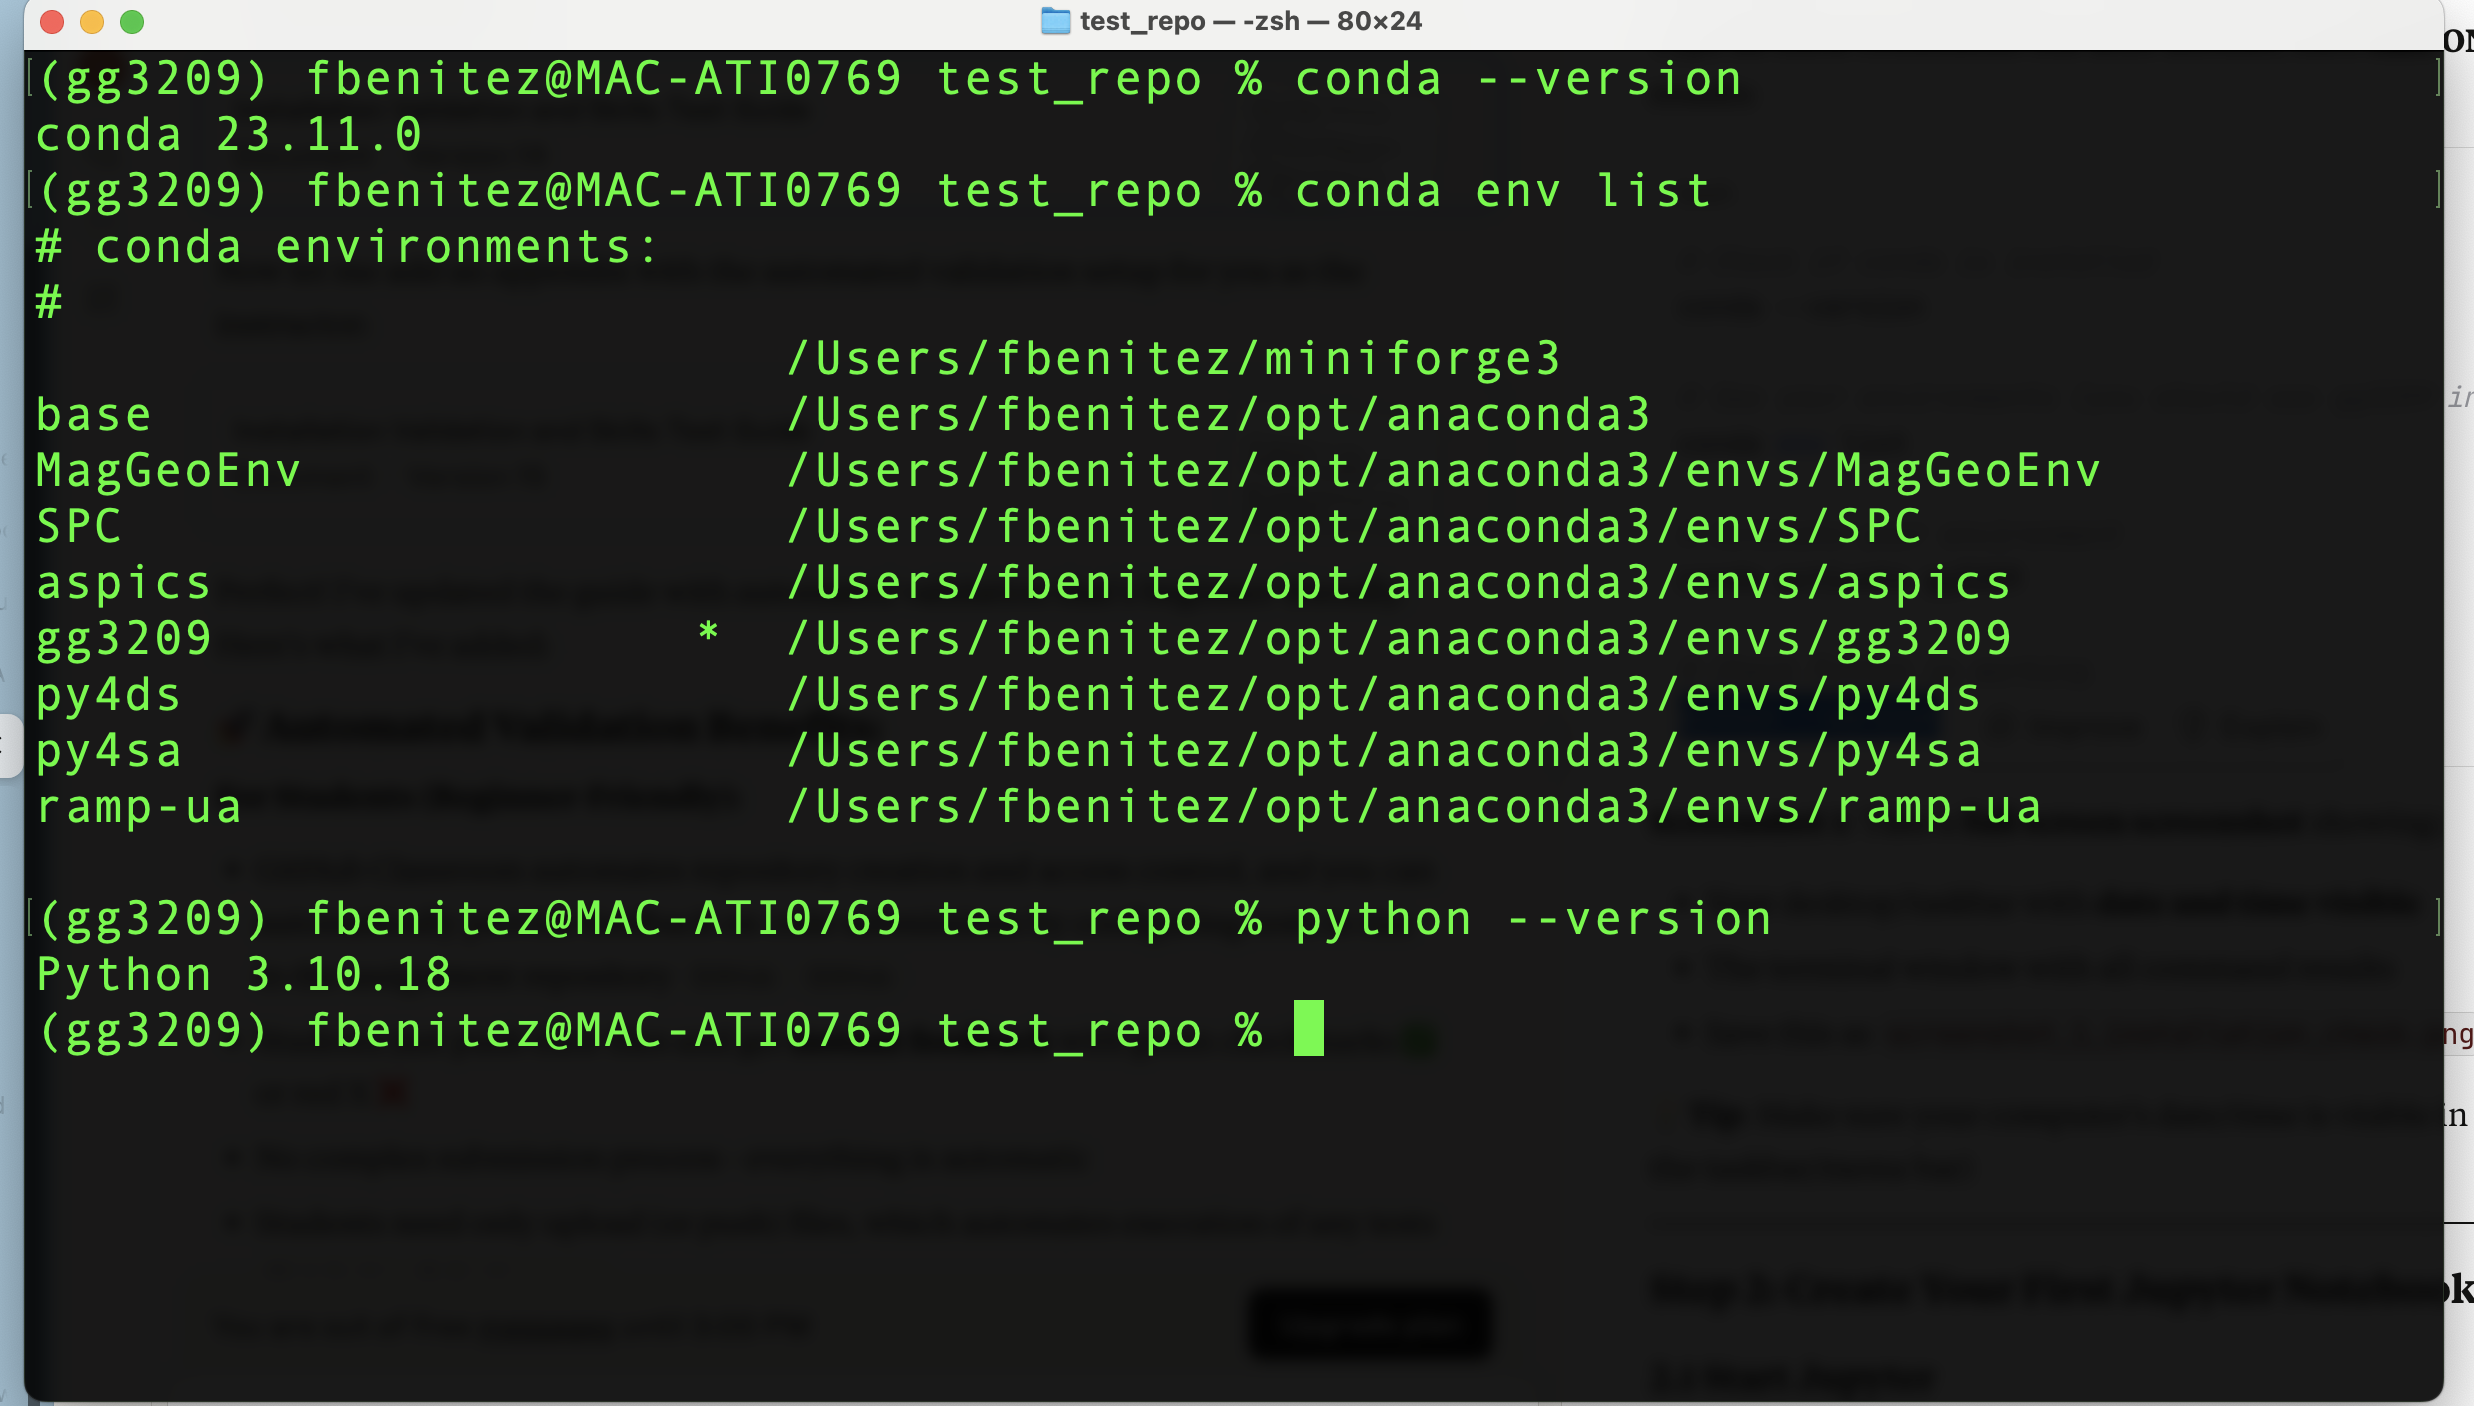 test_repo — -zsh — 80×24
(gg3209) fbenitez@MAC-ATI0769 test_repo % conda --version
conda 23.11.0
(gg3209) fbenitez@MAC-ATI0769 test_repo % conda env list
# conda environments:
#
/Users/fbenitez/miniforge3
base /Users/fbenitez/opt/anaconda3
MagGeoEnv /Users/fbenitez/opt/anaconda3/envs/MagGeoEnv
SPC /Users/fbenitez/opt/anaconda3/envs/SPC
aspics /Users/fbenitez/opt/anaconda3/envs/aspics
gg3209 * /Users/fbenitez/opt/anaconda3/envs/gg3209
py4ds /Users/fbenitez/opt/anaconda3/envs/py4ds
py4sa /Users/fbenitez/opt/anaconda3/envs/py4sa
ramp-ua /Users/fbenitez/opt/anaconda3/envs/ramp-ua
(gg3209) fbenitez@MAC-ATI0769 test_repo % python --version
Python 3.10.18
(gg3209) fbenitez@MAC-ATI0769 test_repo %